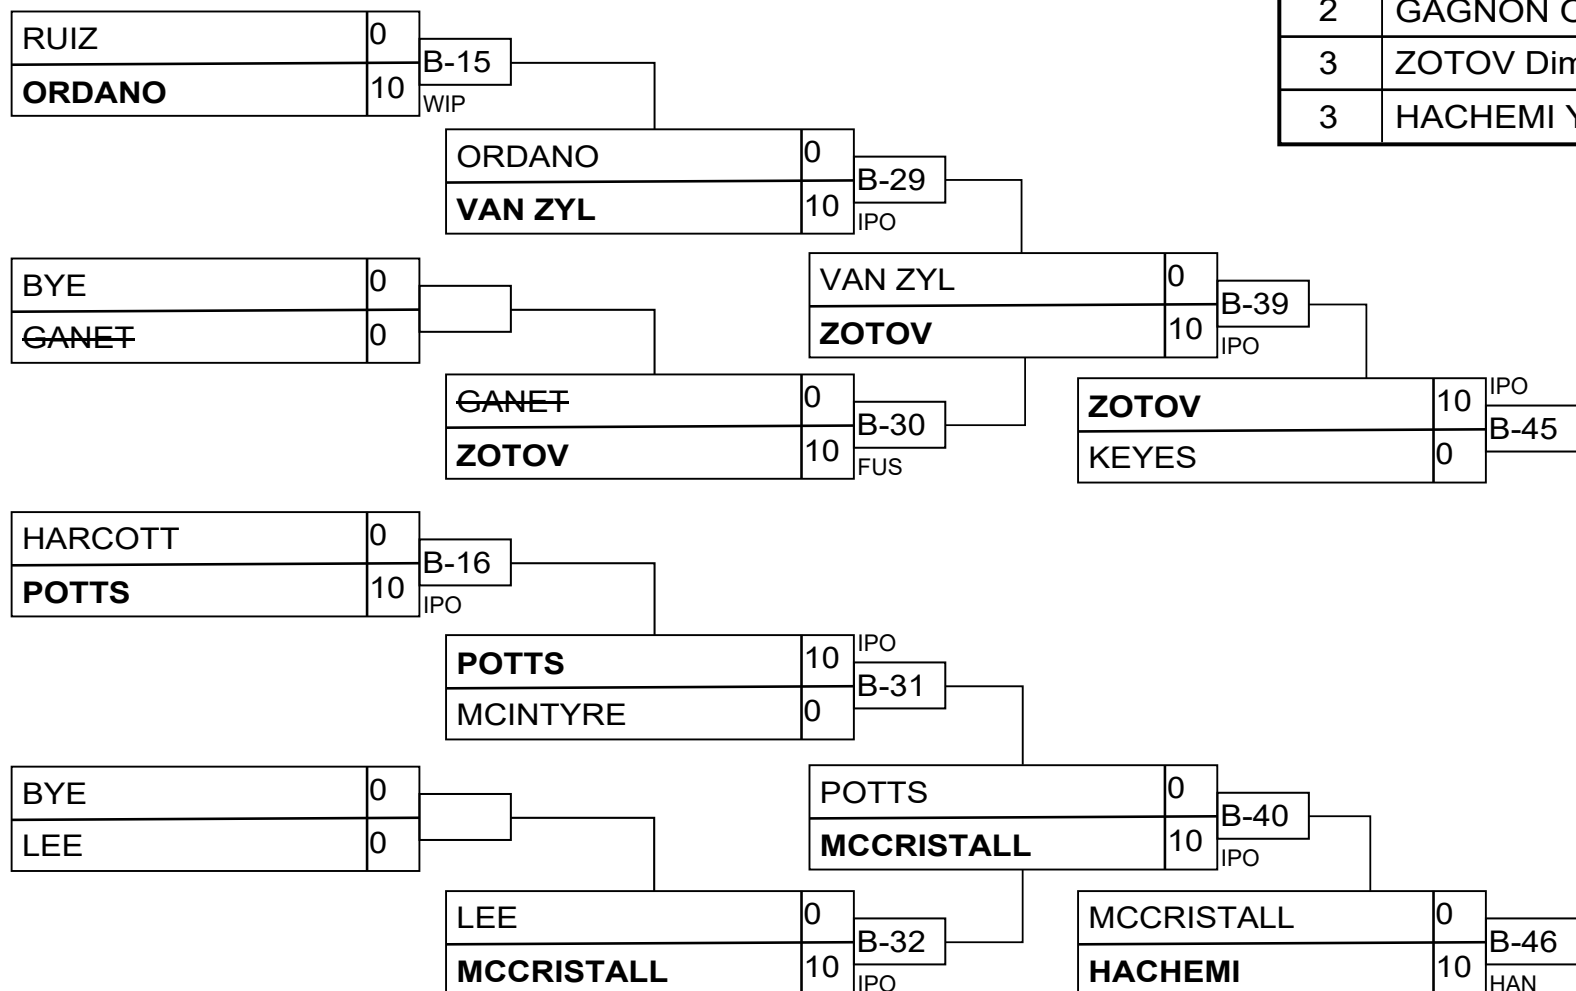 2 GAGNON
3 ZOTOV
3 HACHEMI
RUIZ 0
ORDANO 10
B-15
WIP
ORDANO 0
VAN ZYL 10
B-29
IPO
BYE 0
GANET 0
VAN ZYL 0
ZOTOV 10
B-39
IPO
GANET 0
ZOTOV 10
B-30
FUS
ZOTOV 10
KEYES 0
IPO
B-45
HARCOTT 0
POTTS 10
B-16
IPO
POTTS 10
MCINTYRE 0
IPO
B-31
BYE 0
LEE 0
POTTS 0
MCCRISTALL 10
B-40
IPO
LEE 0
MCCRISTALL 10
B-32
IPO
MCCRISTALL 0
HACHEMI 10
B-46
HAN